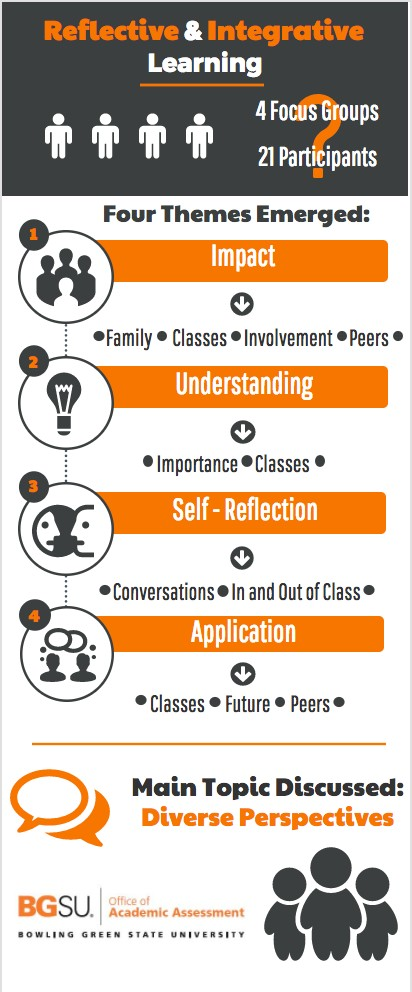 Reflective & Integrative
Learning
4 Focus Groups
?
21 Participants
Four Themes Emerged:
1
Impact
•Family • Classes •Involvement •Peers •
2
Understanding
• Importance • Classes •
3
Self - Reflection
• Conversations • In and Out of Class •
4
Application
• Classes • Future • Peers •
Main Topic Discussed:
Diverse Perspectives
BGSU. Office of
Academic Assessment
BOWLING GREEN STATE UNIVERSITY